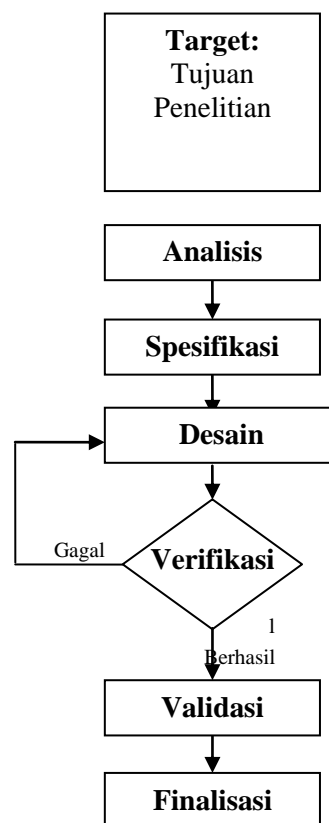 Target:
Tujuan
Penelitian
Analisis
Spesifikasi
Desain
Gagal
Verifikasi
1
Berhasil
Validasi
Finalisasi